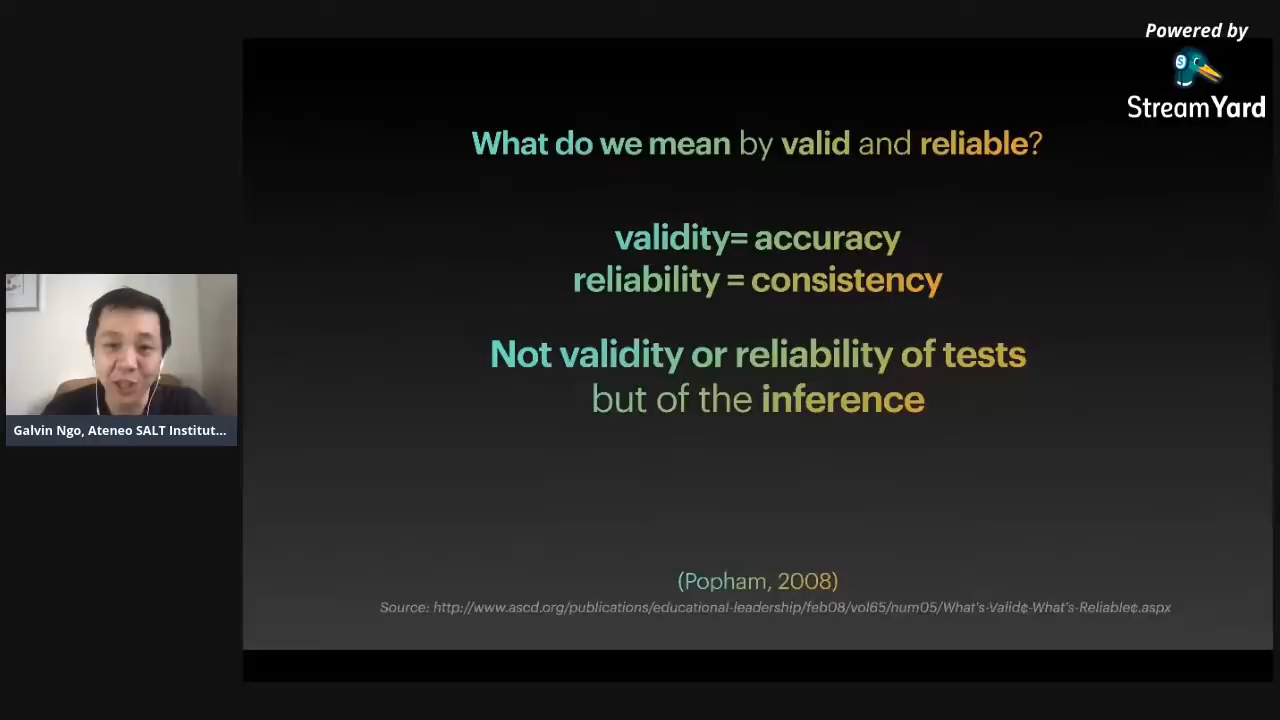 Powered by
StreamYard
What do we mean by valid and reliable?
validity= accuracy
reliability = consistency
Not validity or reliability of tests
but of the inference
Galvin Ngo, Ateneo SALT Institut...
(Popham, 2008)
Source: http://www.ascd.org/publications/educational-leadership/feb08/vol65/num05/What's-Valid¢-What's-Reliable¢.aspx